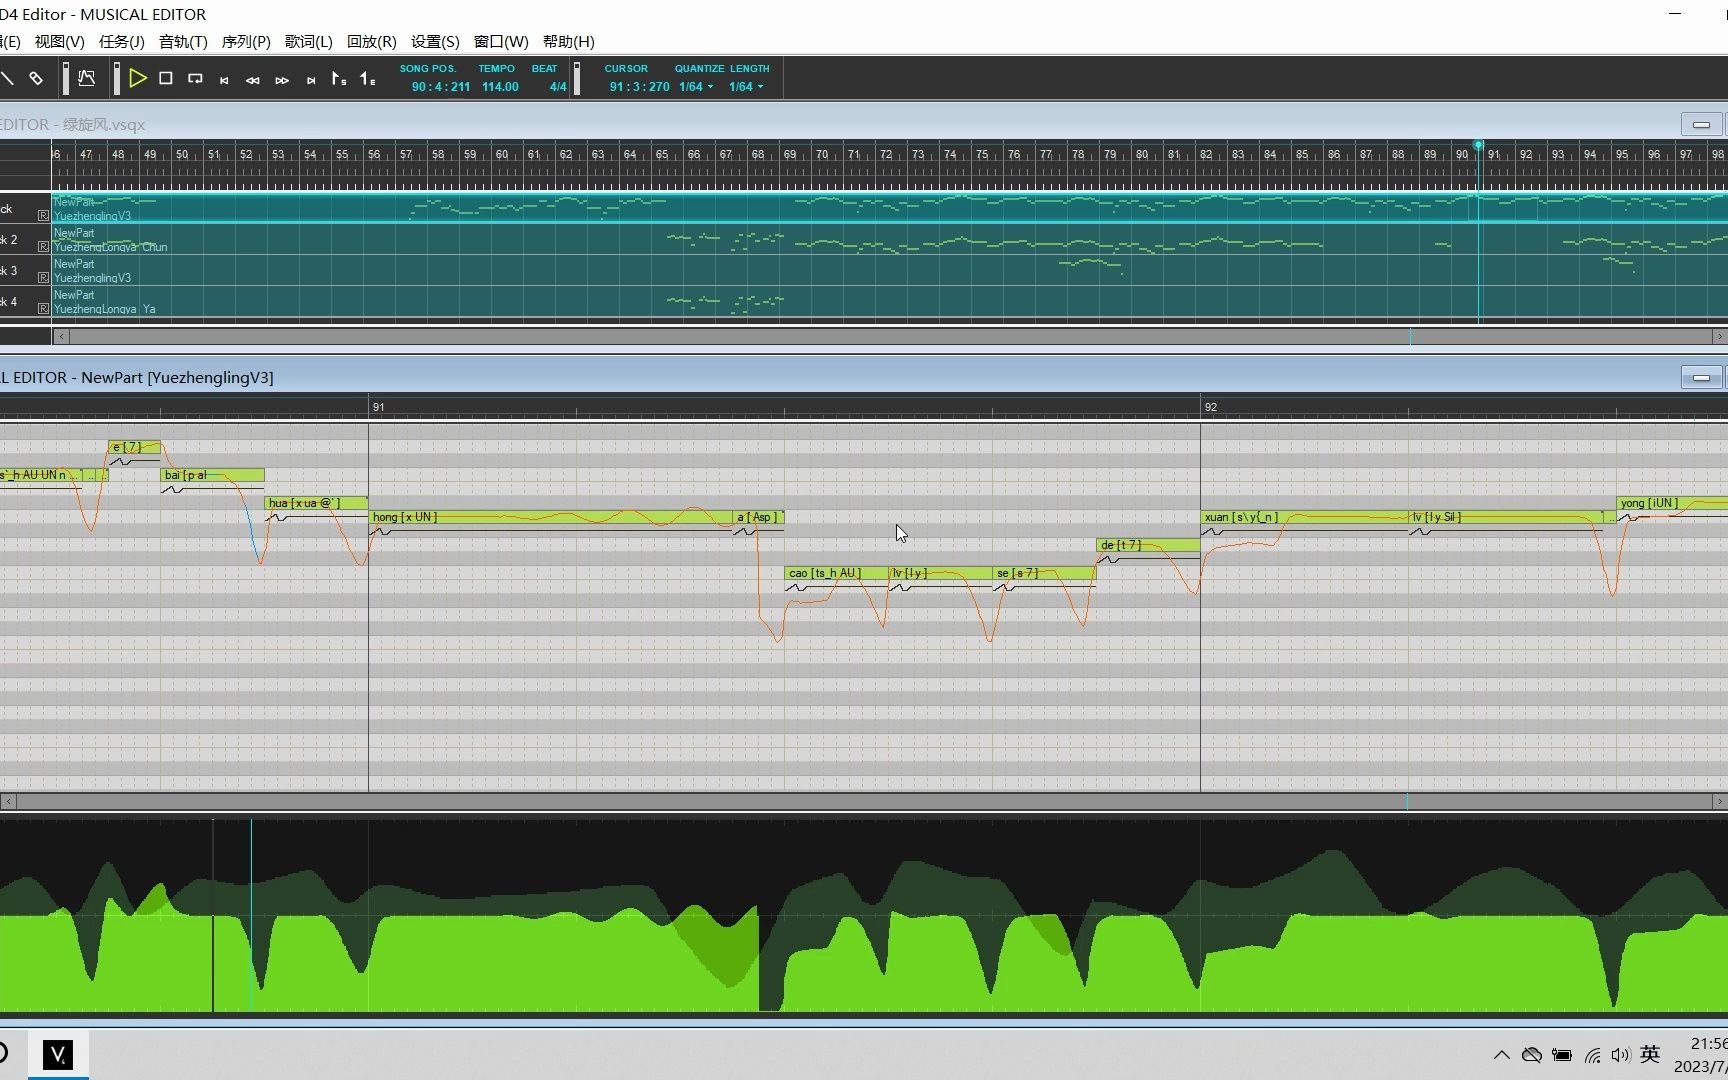 D4 Editor - MUSICAL EDITOR
(E) 视图(V) 任务(J) 音轨(T) 序列(P) 歌词(L) 回放(R) 设置(S) 窗口(W) 帮助(H)
SONG POS. TEMPO BEAT CURSOR QUANTIZE LENGTH
90 : 4 : 211 114.00 4/4 91 : 3 : 270 1/64 1/64
EDITOR - 绿旋风.vsqx
46 47 48 49 50 51 52 53 54 55 56 57 58 59 60 61 62 63 64 65 66 67 68 69 70 71 72 73 74 75 76 77 78 79 80 81 82 83 84 85 86 87 88 89 90 91 92 93 94 95 96 97 98
ck R NewPart
YuezhenglingV3
ck 2 R NewPart
YuezhengLongya Chun
ck 3 R NewPart
YuezhenglingV3
ck 4 R NewPart
YuezhengLongya Ya
L EDITOR - NewPart [YuezhenglingV3]
91 92
e [ 7 ]
s`_h AU UN n ... .. .. bai [ p aI
hua [ x ua @` ] yong [ iUN ]
hong [ x UN ] a [ Asp ] xuan [ s\ y{_n ] lv [ l y Sil ] ..
de [ t 7 ]
cao [ ts_h AU ] lv [ l y ] se [ s 7 ]
V
英
21:56
2023/7/